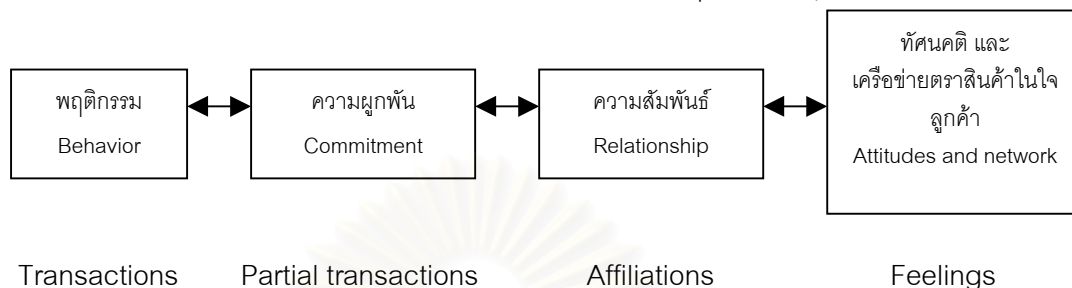 พฤติกรรม
Behavior
ความผูกพัน
Commitment
ความสัมพันธ์
Relationship
ทัศนคติ และ
เครือข่ายตราสินค้าในใจ
ลูกค้า
Attitudes and network
Transactions
Partial transactions
Affiliations
Feelings